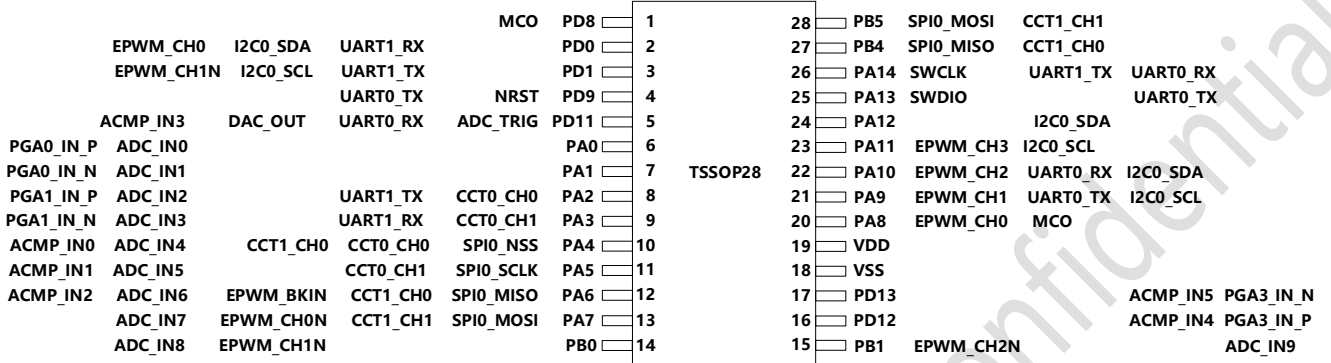 MCO PD8 1 28 PB5 SPI0_MOSI CCT1_CH1
EPWM_CH0 I2C0_SDA UART1_RX PD0 2 27 PB4 SPI0_MISO CCT1_CH0
EPWM_CH1N I2C0_SCL UART1_TX PD1 3 26 PA14 SWCLK UART1_TX UART0_RX
UART0_TX NRST PD9 4 25 PA13 SWDIO UART0_TX
ACMP_IN3 DAC_OUT UART0_RX ADC_TRIG PD11 5 24 PA12 I2C0_SDA
PGA0_IN_P ADC_IN0 PA0 6 23 PA11 EPWM_CH3 I2C0_SCL
PGA0_IN_N ADC_IN1 PA1 7 TSSOP28 22 PA10 EPWM_CH2 UART0_RX I2C0_SDA
PGA1_IN_P ADC_IN2 UART1_TX CCT0_CH0 PA2 8 21 PA9 EPWM_CH1 UART0_TX I2C0_SCL
PGA1_IN_N ADC_IN3 UART1_RX CCT0_CH1 PA3 9 20 PA8 EPWM_CH0 MCO
ACMP_IN0 ADC_IN4 CCT1_CH0 CCT0_CH0 SPI0_NSS PA4 10 19 VDD
ACMP_IN1 ADC_IN5 CCT0_CH1 SPI0_SCLK PA5 11 18 VSS
ACMP_IN2 ADC_IN6 EPWM_BKIN CCT1_CH0 SPI0_MISO PA6 12 17 PD13 ACMP_IN5 PGA3_IN_N
ADC_IN7 EPWM_CH0N CCT1_CH1 SPI0_MOSI PA7 13 16 PD12 ACMP_IN4 PGA3_IN_P
ADC_IN8 EPWM_CH1N PB0 14 15 PB1 EPWM_CH2N ADC_IN9
onfidential